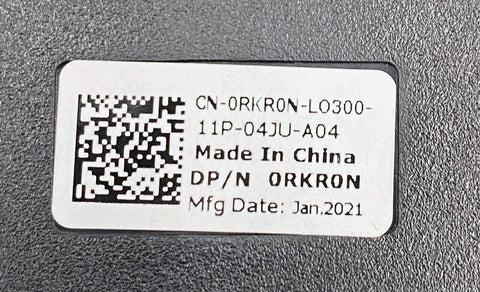 CN-0RKR0N-LO300-
11P-04JU-A04
Made In China
DP/N 0RKR0N
Mfg Date: Jan.2021